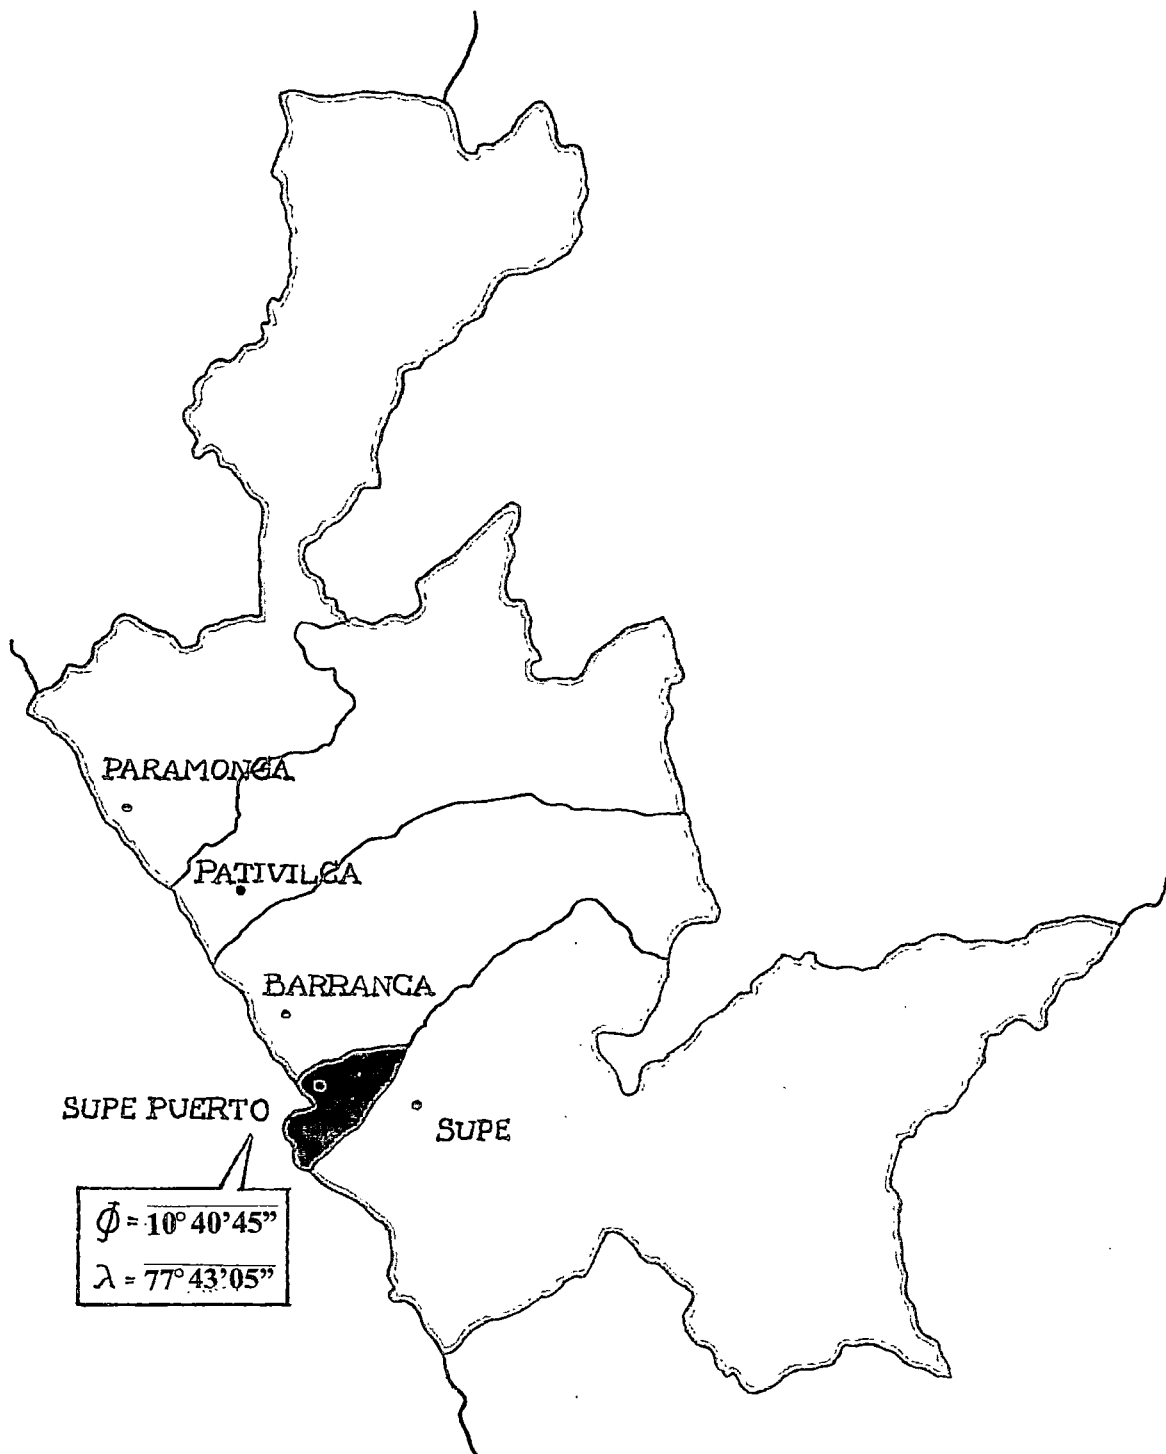 PARAMONGA
PATIVILCA
BARRANCA
SUPE PUERTO
SUPE
ϕ = 10° 40' 45"
λ = 77° 43' 05"